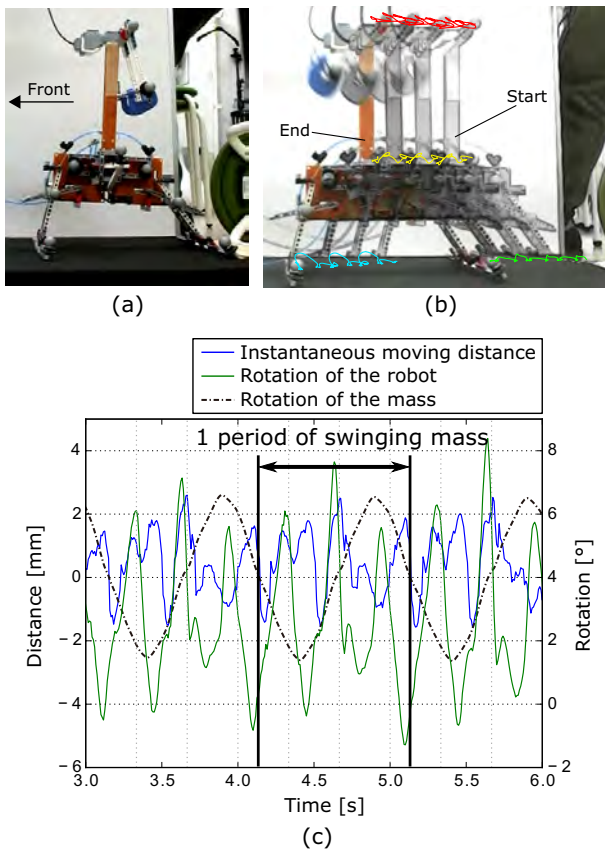 Front
Start
End
(a)
(b)
Instantaneous moving distance
Rotation of the robot
Rotation of the mass
1 period of swinging mass
4
2
0
−2
−4
−6
Distance [mm]
8
6
4
2
0
−2
Rotation [°]
3.0 3.5 4.0 4.5 5.0 5.5 6.0
Time [s]
(c)